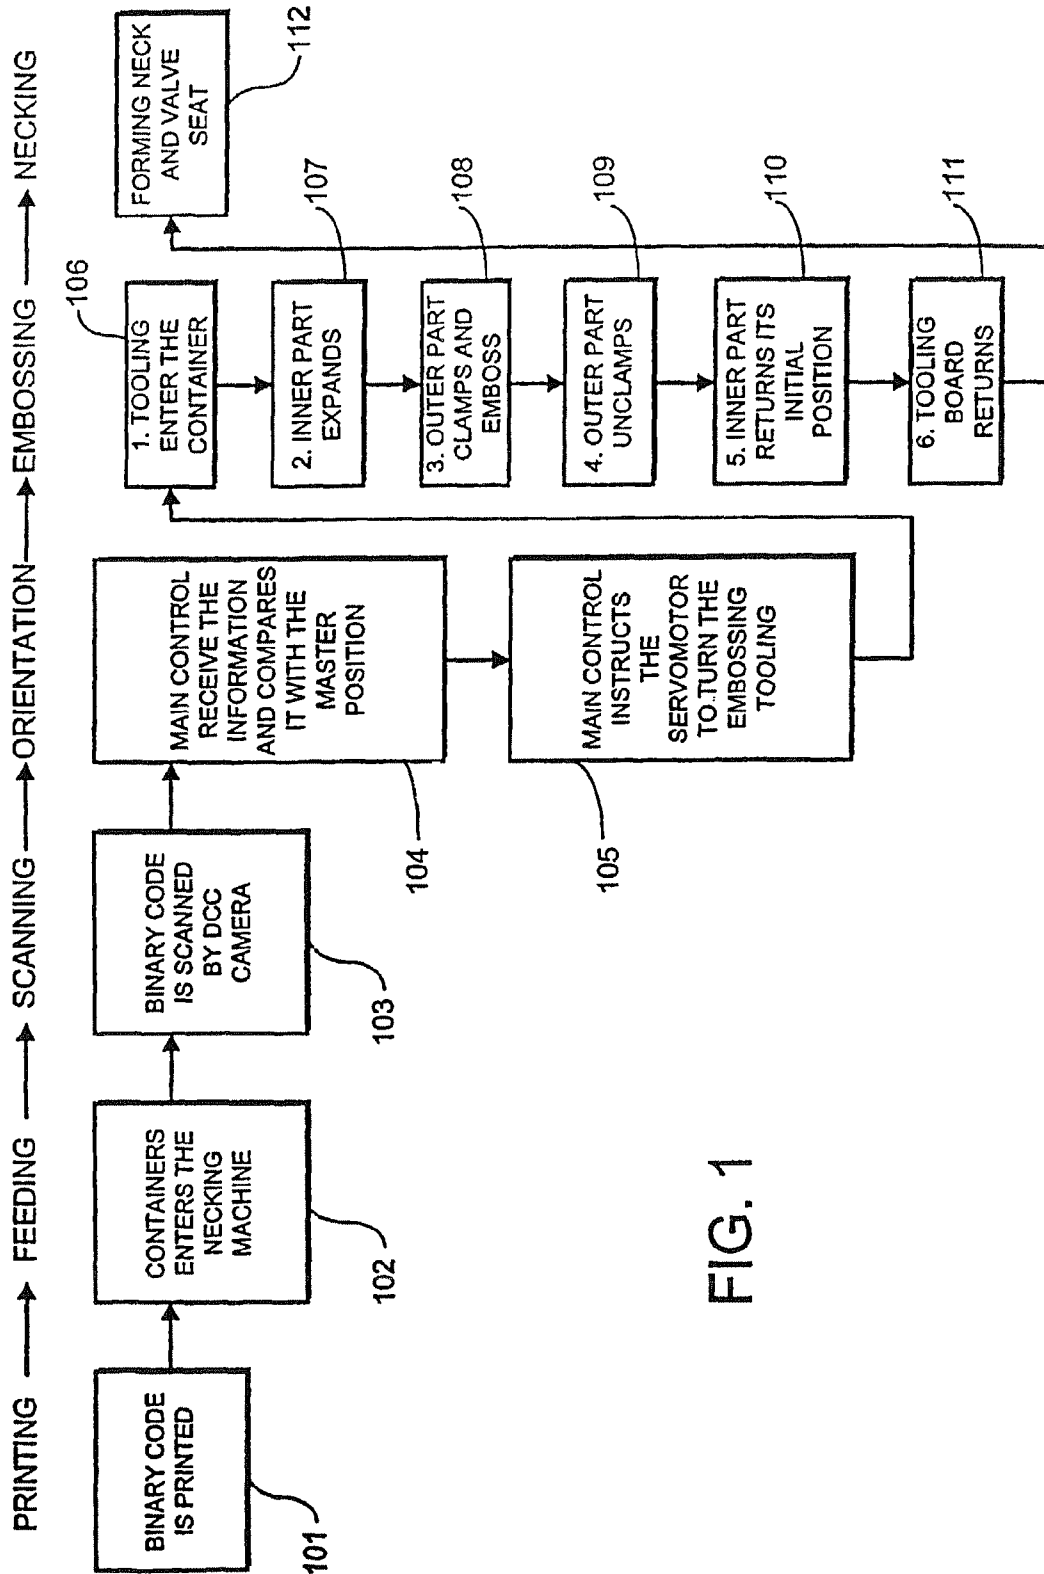 PRINTING FEEDING SCANNING ORIENTATION EMBOSSING NECKING
BINARY CODE
IS PRINTED
101
CONTAINERS
ENTERS THE
NECKING
MACHINE
102
BINARY CODE
IS SCANNED
BY DCC
CAMERA
103
MAIN CONTROL
RECEIVE THE
INFORMATION
AND COMPARES
IT WITH THE
MASTER
POSITION
104
MAIN CONTROL
INSTRUCTS
THE
SERVOMOTOR
TO TURN THE
EMBOSSING
TOOLING
105
1. TOOLING
ENTER THE
CONTAINER
106
2. INNER PART
EXPANDS
107
3. OUTER PART
CLAMPS AND
EMBOSS
108
4. OUTER PART
UNCLAMPS
109
5. INNER PART
RETURNS ITS
INITIAL
POSITION
110
6. TOOLING
BOARD
RETURNS
111
FORMING NECK
AND VALVE
SEAT
112
FIG. 1